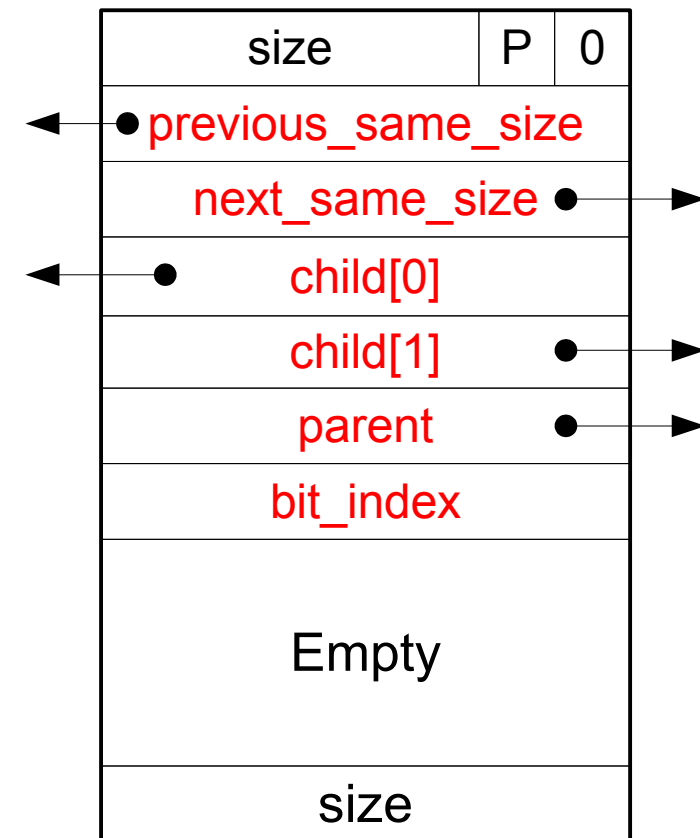 size P 0
previous_same_size
next_same_size
child[0]
child[1]
parent
bit_index
Empty
size